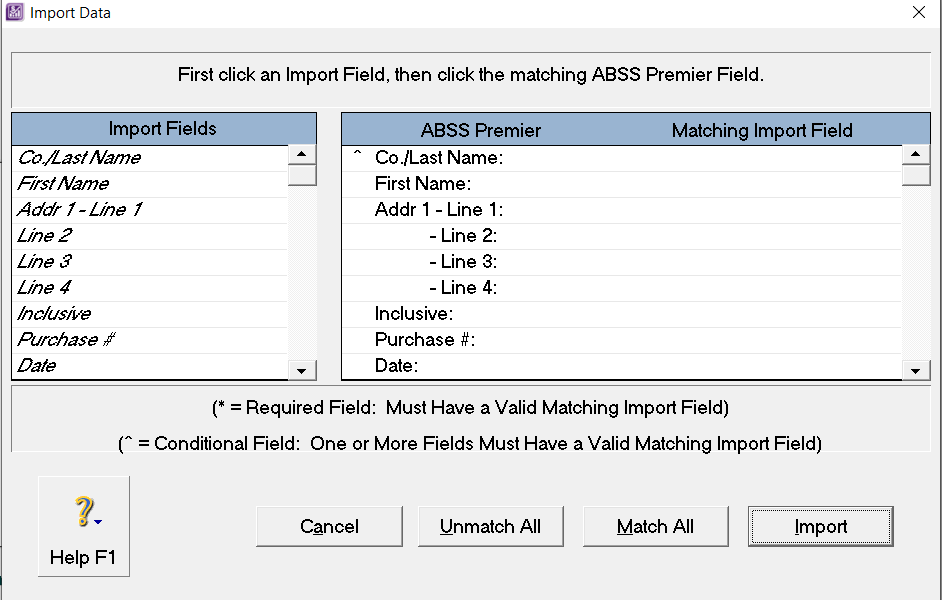 Import Data
First click an Import Field, then click the matching ABSS Premier Field.
Import Fields
Co./Last Name
First Name
Addr 1 - Line 1
Line 2
Line 3
Line 4
Inclusive
Purchase #
Date
ABSS Premier Matching Import Field
^ Co./Last Name:
First Name:
Addr 1 - Line 1:
- Line 2:
- Line 3:
- Line 4:
Inclusive:
Purchase #:
Date:
(* = Required Field: Must Have a Valid Matching Import Field)
(^ = Conditional Field: One or More Fields Must Have a Valid Matching Import Field)
?
Help F1
Cancel
Unmatch All
Match All
Import